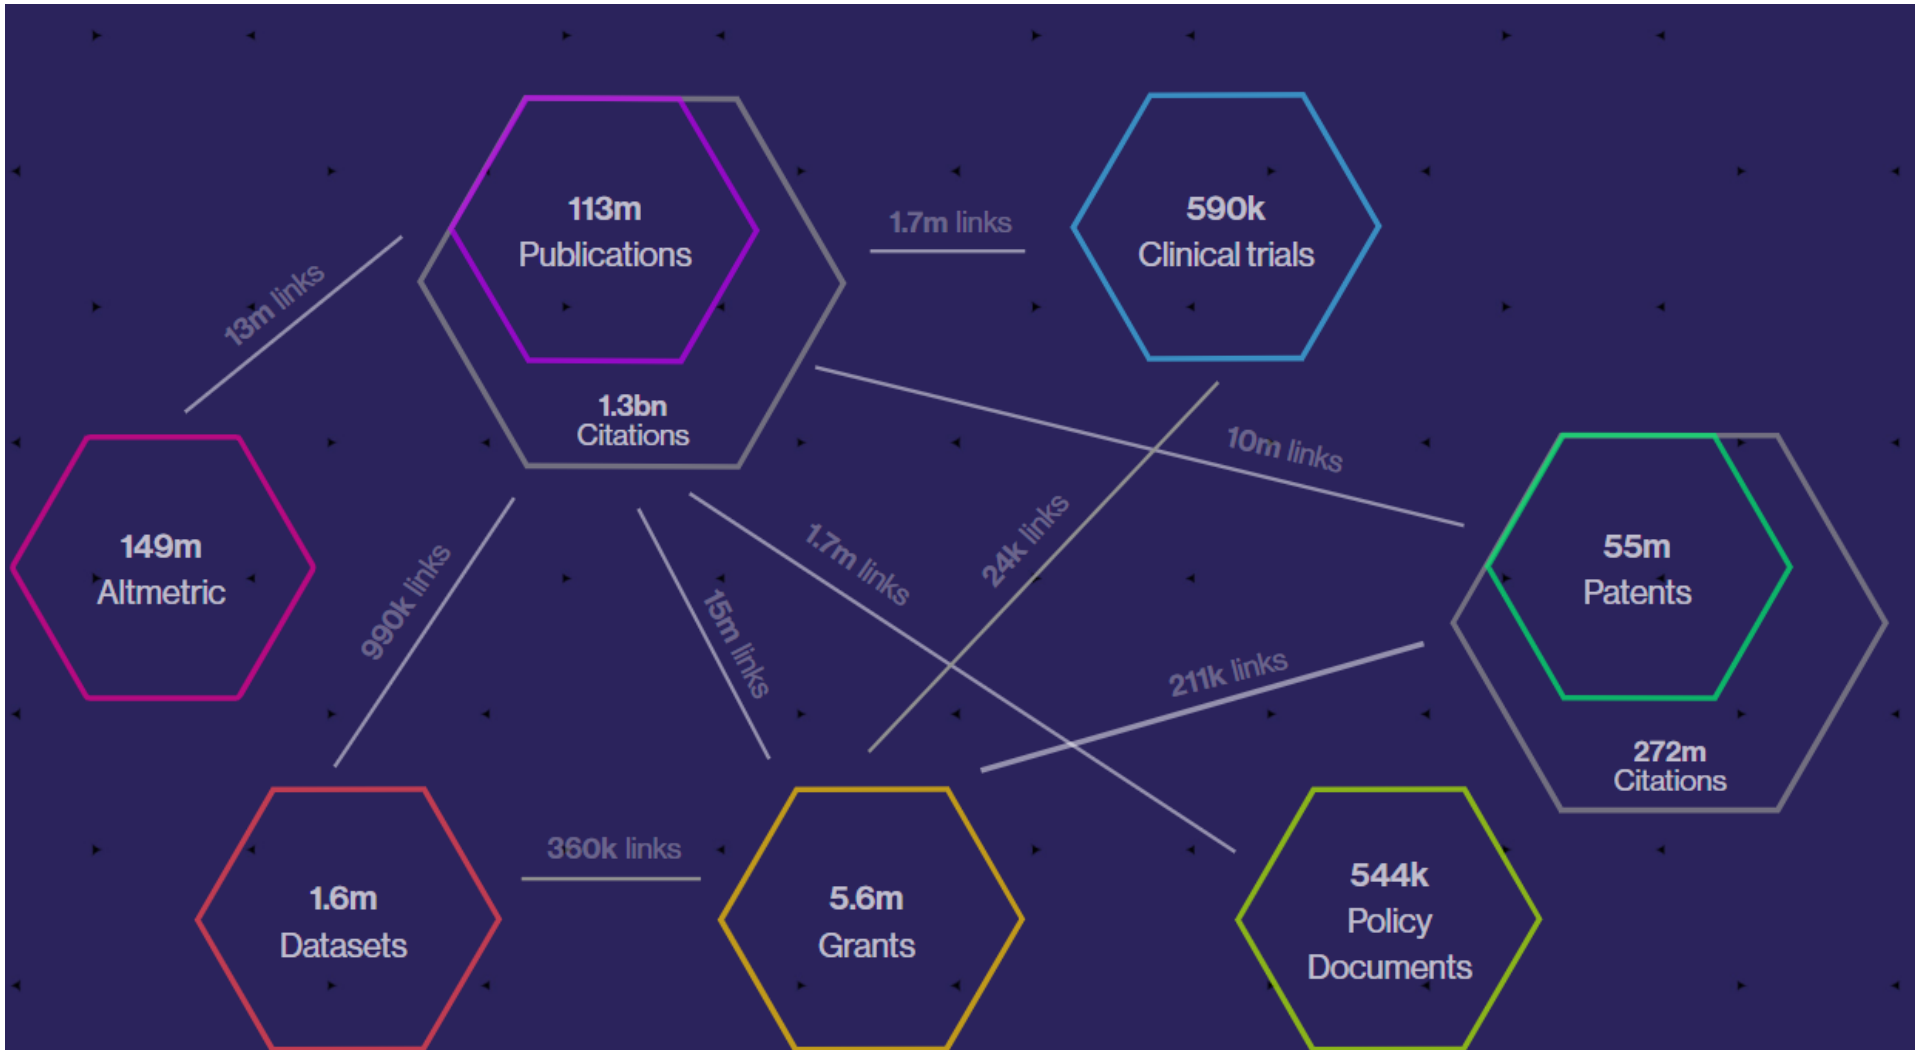 113m
Publications
1.3bn
Citations
1.7m links
590k
Clinical trials
13m links
10m links
149m
Altmetric
990k links
15m links
1.7m links
24k links
211k links
55m
Patents
272m
Citations
1.6m
Datasets
360k links
5.6m
Grants
544k
Policy
Documents